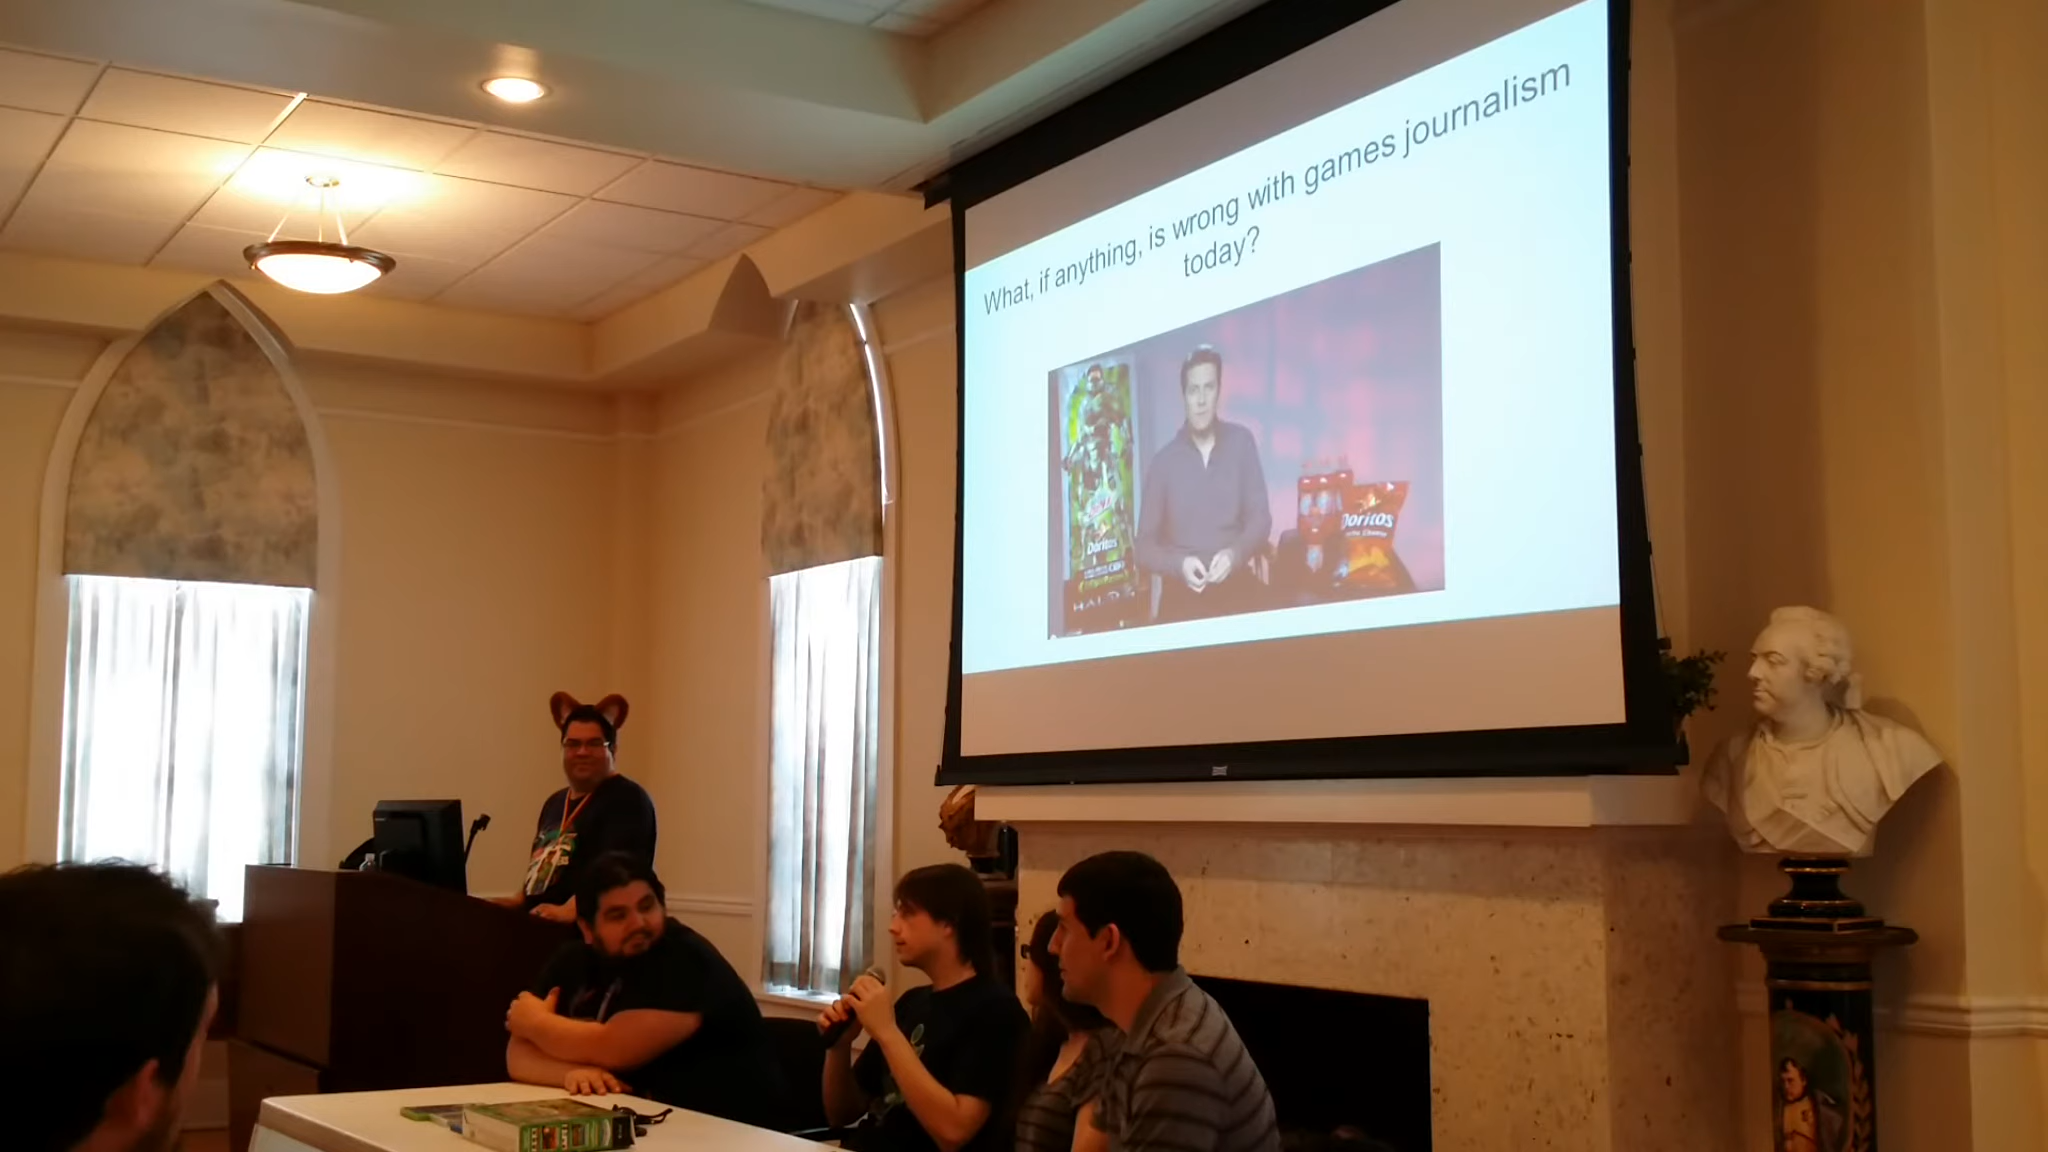 What, if anything, is wrong with games journalism
today?
Doritos
HALO
Doritos